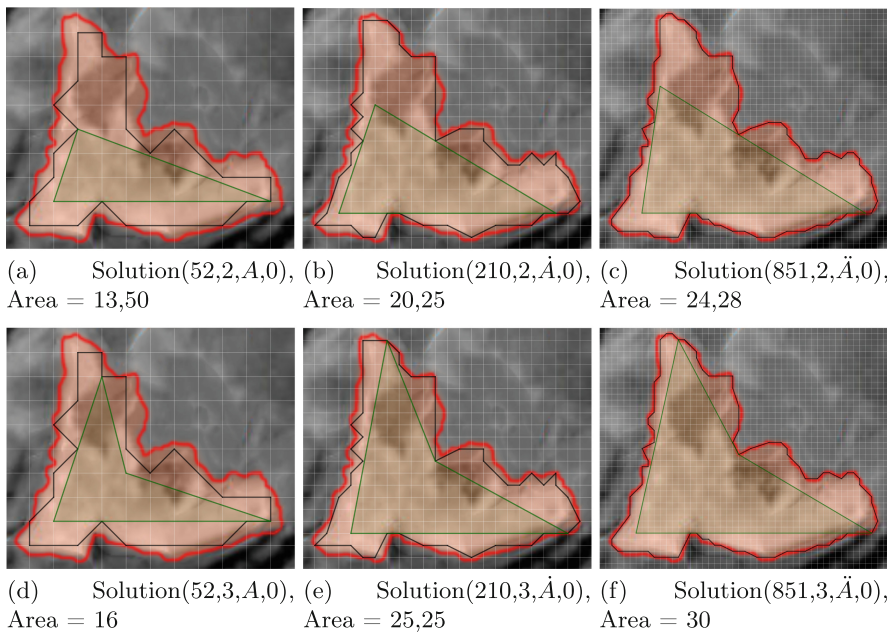 (a) Solution(52,2,A,0),
Area = 13,50
(b) Solution(210,2,Ȧ,0),
Area = 20,25
(c) Solution(851,2,Ä,0),
Area = 24,28
(d) Solution(52,3,A,0),
Area = 16
(e) Solution(210,3,Ȧ,0),
Area = 25,25
(f) Solution(851,3,Ä,0),
Area = 30